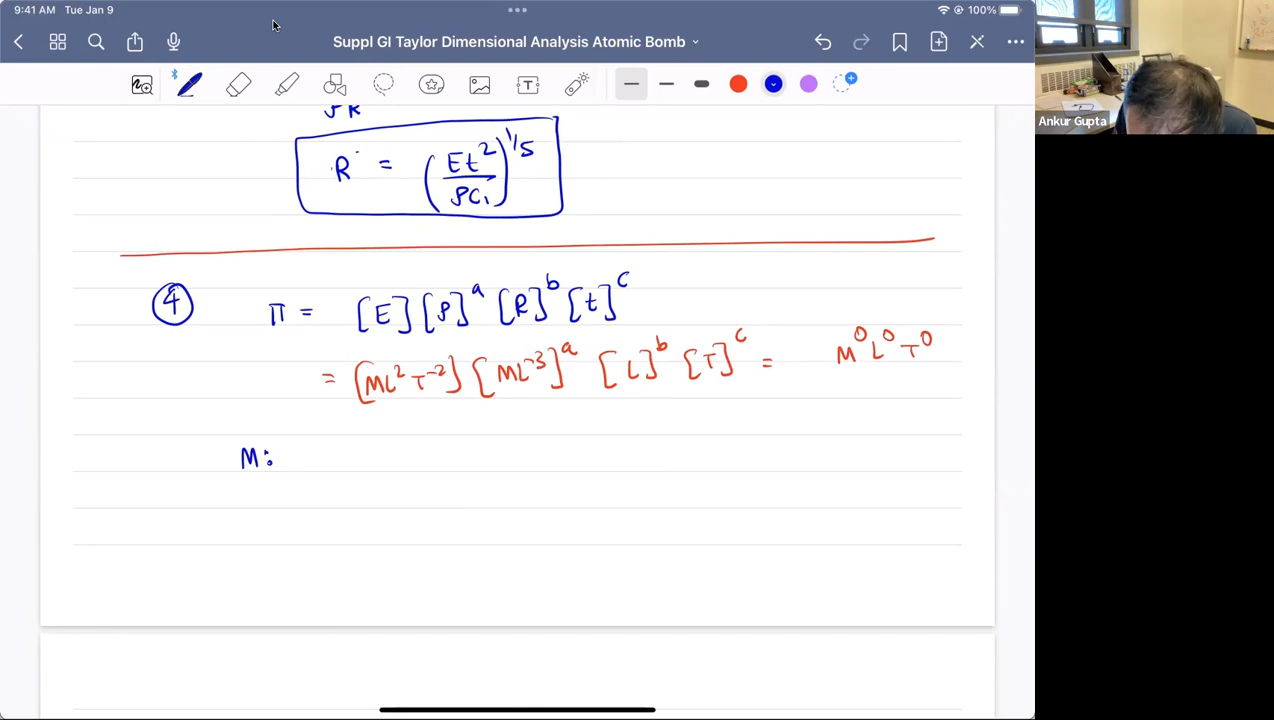 9:41 AM Tue Jan 9
100%
Suppl GI Taylor Dimensional Analysis Atomic Bomb
Ankur Gupta
ρR
R = (Et²/ρC₁)^1/5
④ π = [E][ρ]^a [R]^b [t]^c
= [ML²T⁻²][ML⁻³]^a [L]^b [T]^c = M⁰L⁰T⁰
M: